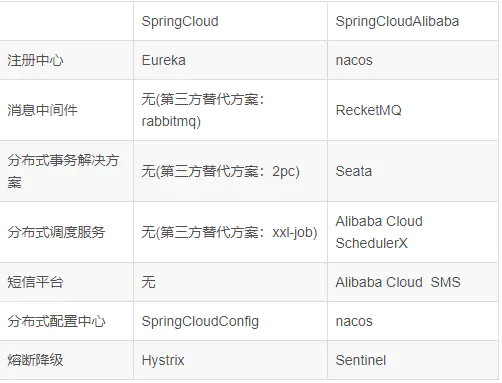 SpringCloud SpringCloudAlibaba
注册中心 Eureka nacos
消息中间件 无(第三方替代方案：rabbitmq) RecketMQ
分布式事务解决方案 无(第三方替代方案：2pc) Seata
分布式调度服务 无(第三方替代方案：xxl-job) Alibaba Cloud SchedulerX
短信平台 无 Alibaba Cloud SMS
分布式配置中心 SpringCloudConfig nacos
熔断降级 Hystrix Sentinel